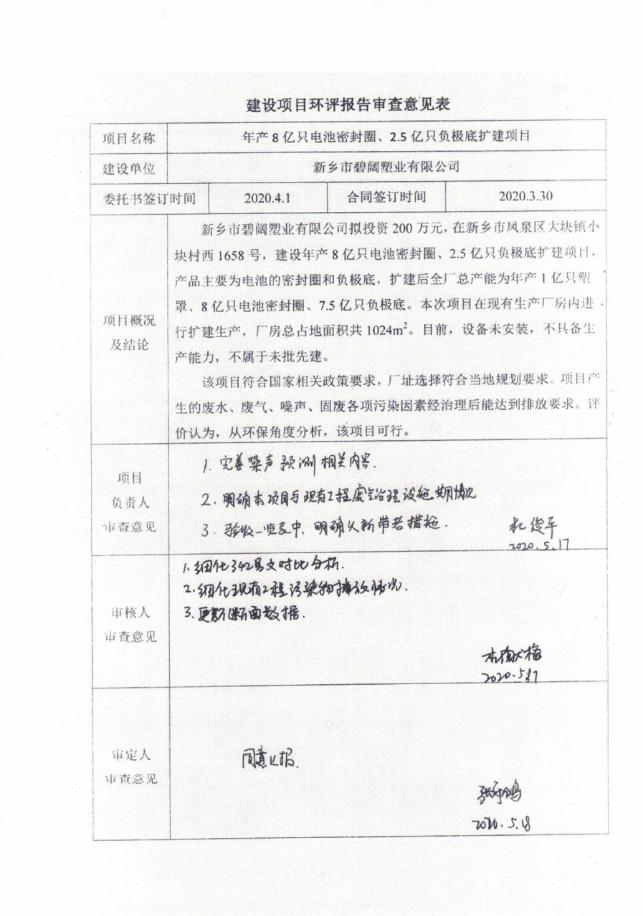 建设项目环评报告审查意见表
项目名称 年产 8 亿只电池密封圈、2.5 亿只负极底扩建项目
建设单位 新乡市碧阔塑业有限公司
委托书签订时间 2020.4.1 合同签订时间 2020.3.30
项目概况
及结论
新乡市碧阔塑业有限公司拟投资 200 万元，在新乡市凤泉区大块镇小
块村西 1658 号，建设年产 8 亿只电池密封圈、2.5 亿只负极底扩建项目，
产品主要为电池的密封圈和负极底，扩建后全厂总产能为年产 1 亿只塑
罩、8 亿只电池密封圈、7.5 亿只负极底。本次项目在现有生产厂房内进
行扩建生产，厂房总占地面积共 1024m²。目前，设备未安装，不具备生
产能力，不属于未批先建。
该项目符合国家相关政策要求，厂址选择符合当地规划要求。项目产
生的废水、废气、噪声、固废各项污染因素经治理后能达到排放要求。评
价认为，从环保角度分析，该项目可行。
项目
负责人
审查意见
1. 完善噪声预测相关内容.
2. 明确本项目与现有工程废气治理设施 情况
3. 验收一览表中，明确以新带老措施.
2020.5.17
审核人
审查意见
1.细化342号文对比分析.
2.细化现有工程污染物排放情况.
3.更新断面数据.
2020.5.17
审定人
审查意见
同意上报.
2020.5.18